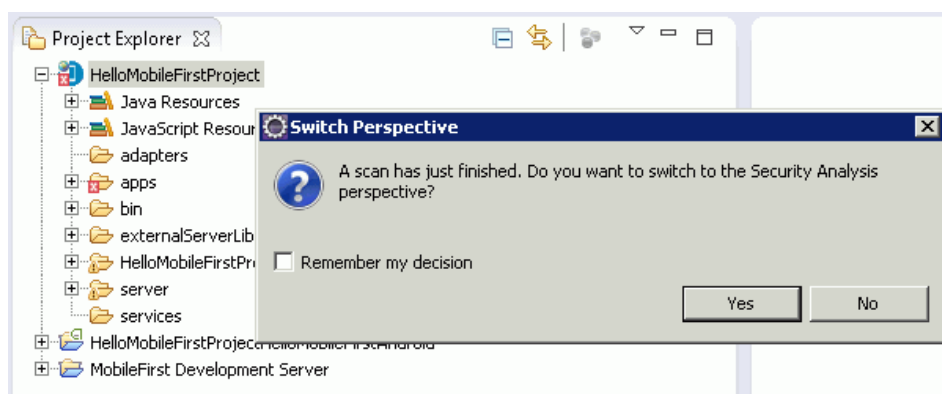 Project Explorer
HelloMobileFirstProject
Java Resources
JavaScript Resour
Switch Perspective
adapters
A scan has just finished. Do you want to switch to the Security Analysis
perspective?
apps
bin
externalServerLib
HelloMobileFirstPr
Remember my decision
server
Yes
No
services
MobileFirst Development Server